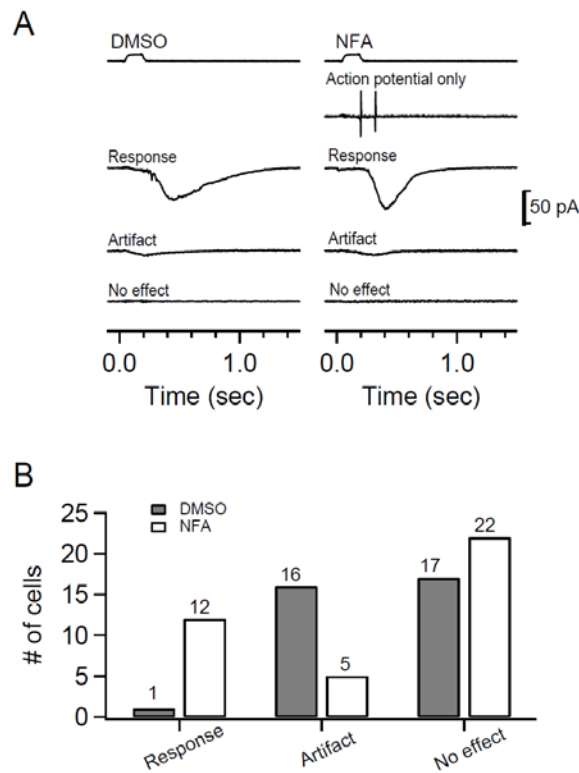 A
DMSO
NFA
Action potential only
Response
Response
50 pA
Artifact
Artifact
No effect
No effect
0.0 1.0
0.0 1.0
Time (sec)
Time (sec)
B
DMSO
NFA
# of cells
25
20
15
10
5
0
1
12
16
5
17
22
Response
Artifact
No effect